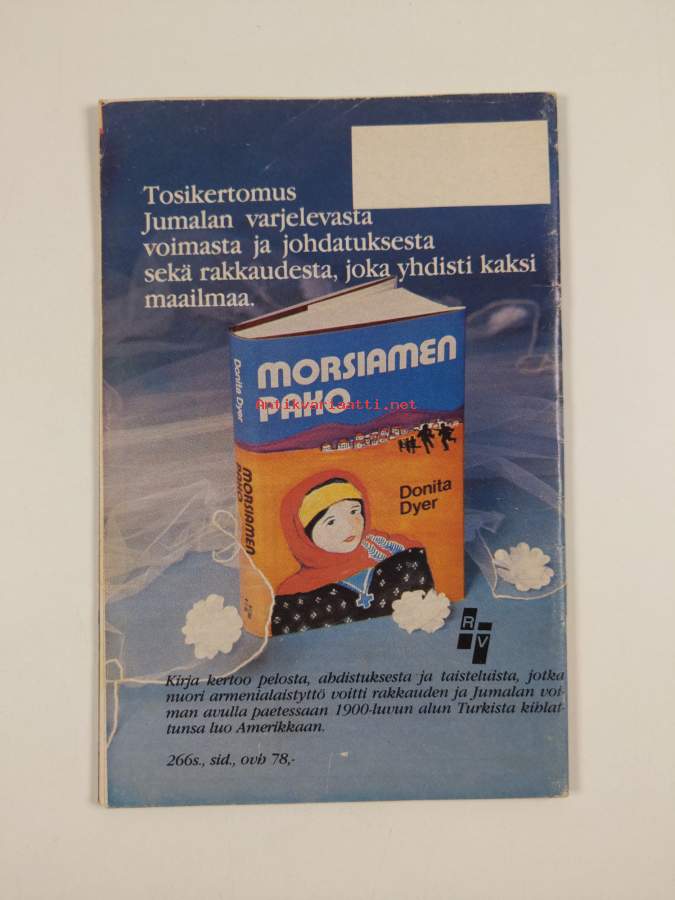 Tosikertomus
Jumalan varjelevasta
voimasta ja johdatuksesta
sekä rakkaudesta, joka yhdisti kaksi
maailmaa.
MORSIAMEN
PAKO
Antikvariaatti.net
Donita
Dyer
Donita Dyer
MORSIAMEN
PAKO
R
V
Kirja kertoo pelosta, ahdistuksesta ja taisteluista, jotka
nuori armenialaistyttö voitti rakkauden ja Jumalan voi-
man avulla paetessaan 1900-luvun alun Turkista kihlat-
tunsa luo Amerikkaan.
266s., sid., ovh 78,-